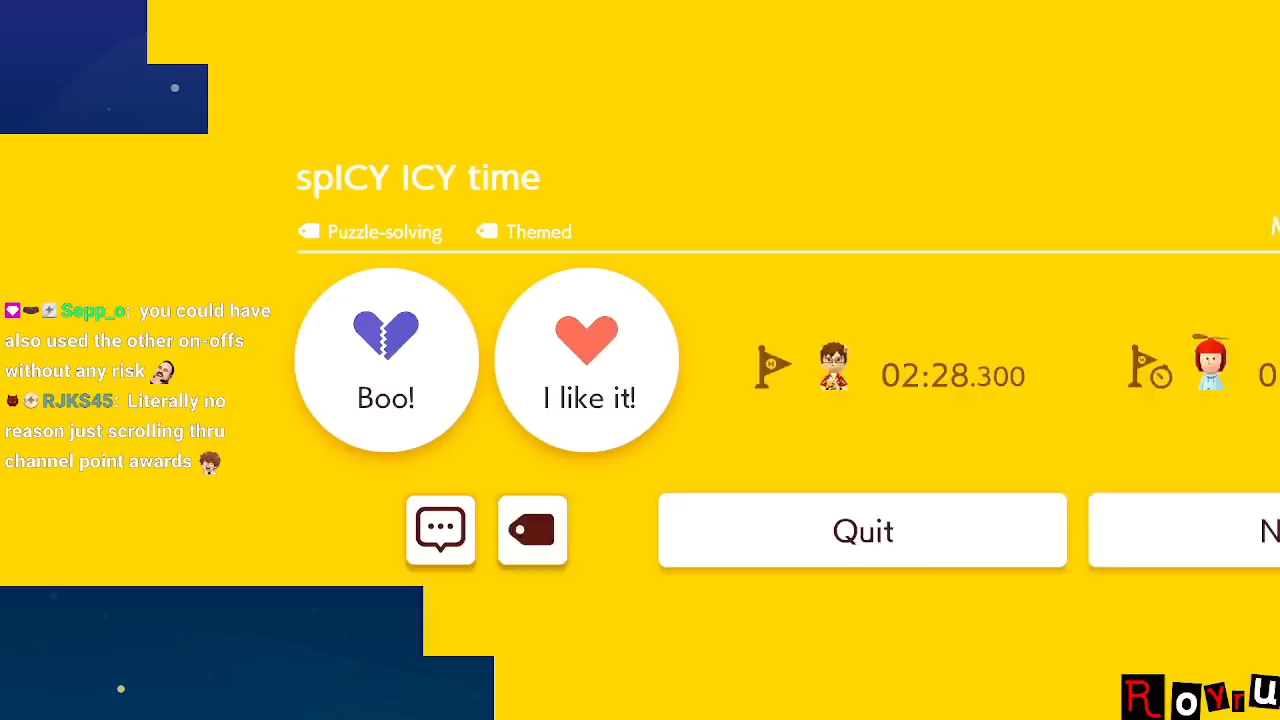 spICY ICY time
Puzzle-solving Themed
Sepp_o: you could have
also used the other on-offs
without any risk
RJKS45: Literally no
reason just scrolling thru
channel point awards
Boo!
I like it!
02:28.300
0
Quit
N
Royru